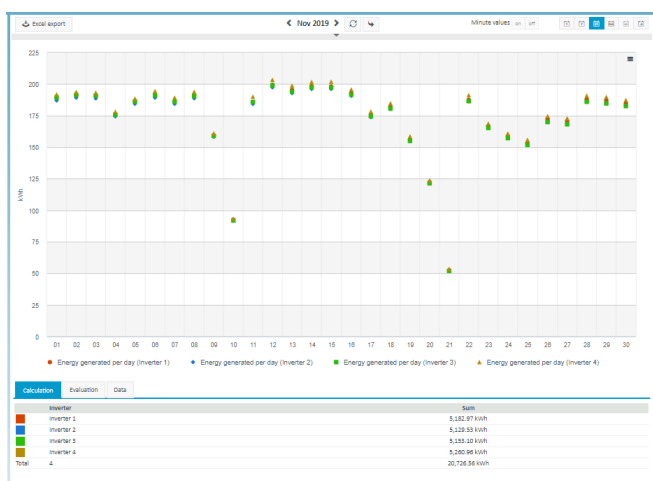 Excel export
Nov 2019
Minute values on off
225
200
175
150
125
100
75
50
25
0
kWh
01 02 03 04 05 06 07 08 09 10 11 12 13 14 15 16 17 18 19 20 21 22 23 24 25 26 27 28 29 30
Energy generated per day (Inverter 1) Energy generated per day (Inverter 2) Energy generated per day (Inverter 3) Energy generated per day (Inverter 4)
Calculation Evaluation Data
Inverter Sum
Inverter 1 5,182.97 kWh
Inverter 2 5,129.53 kWh
Inverter 3 5,153.10 kWh
Inverter 4 5,260.96 kWh
Total 4 20,726.56 kWh